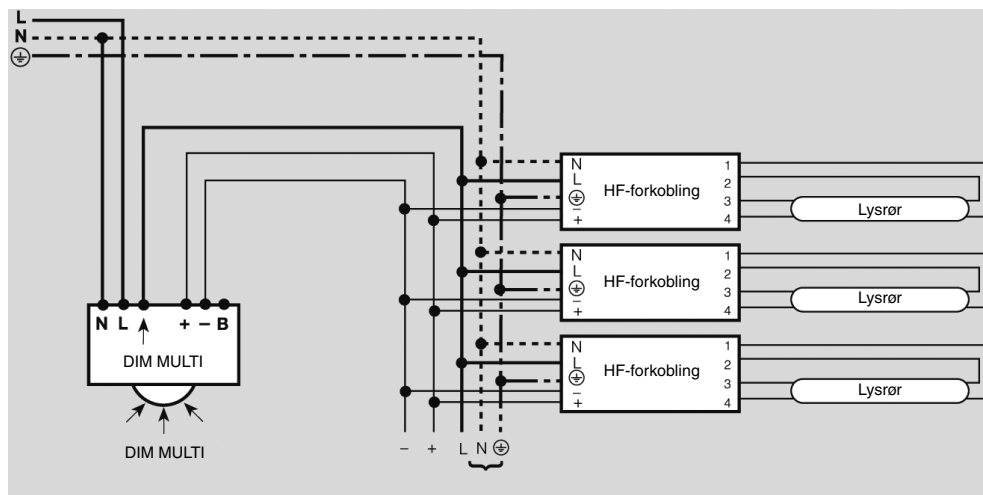 L
N
N
L
⏚
−
+
HF-forkobling
1
2
3
4
Lysrør
N
L
⏚
−
+
HF-forkobling
1
2
3
4
Lysrør
N
L
⏚
−
+
HF-forkobling
1
2
3
4
Lysrør
N L + − B
DIM MULTI
DIM MULTI
− + L N ⏚